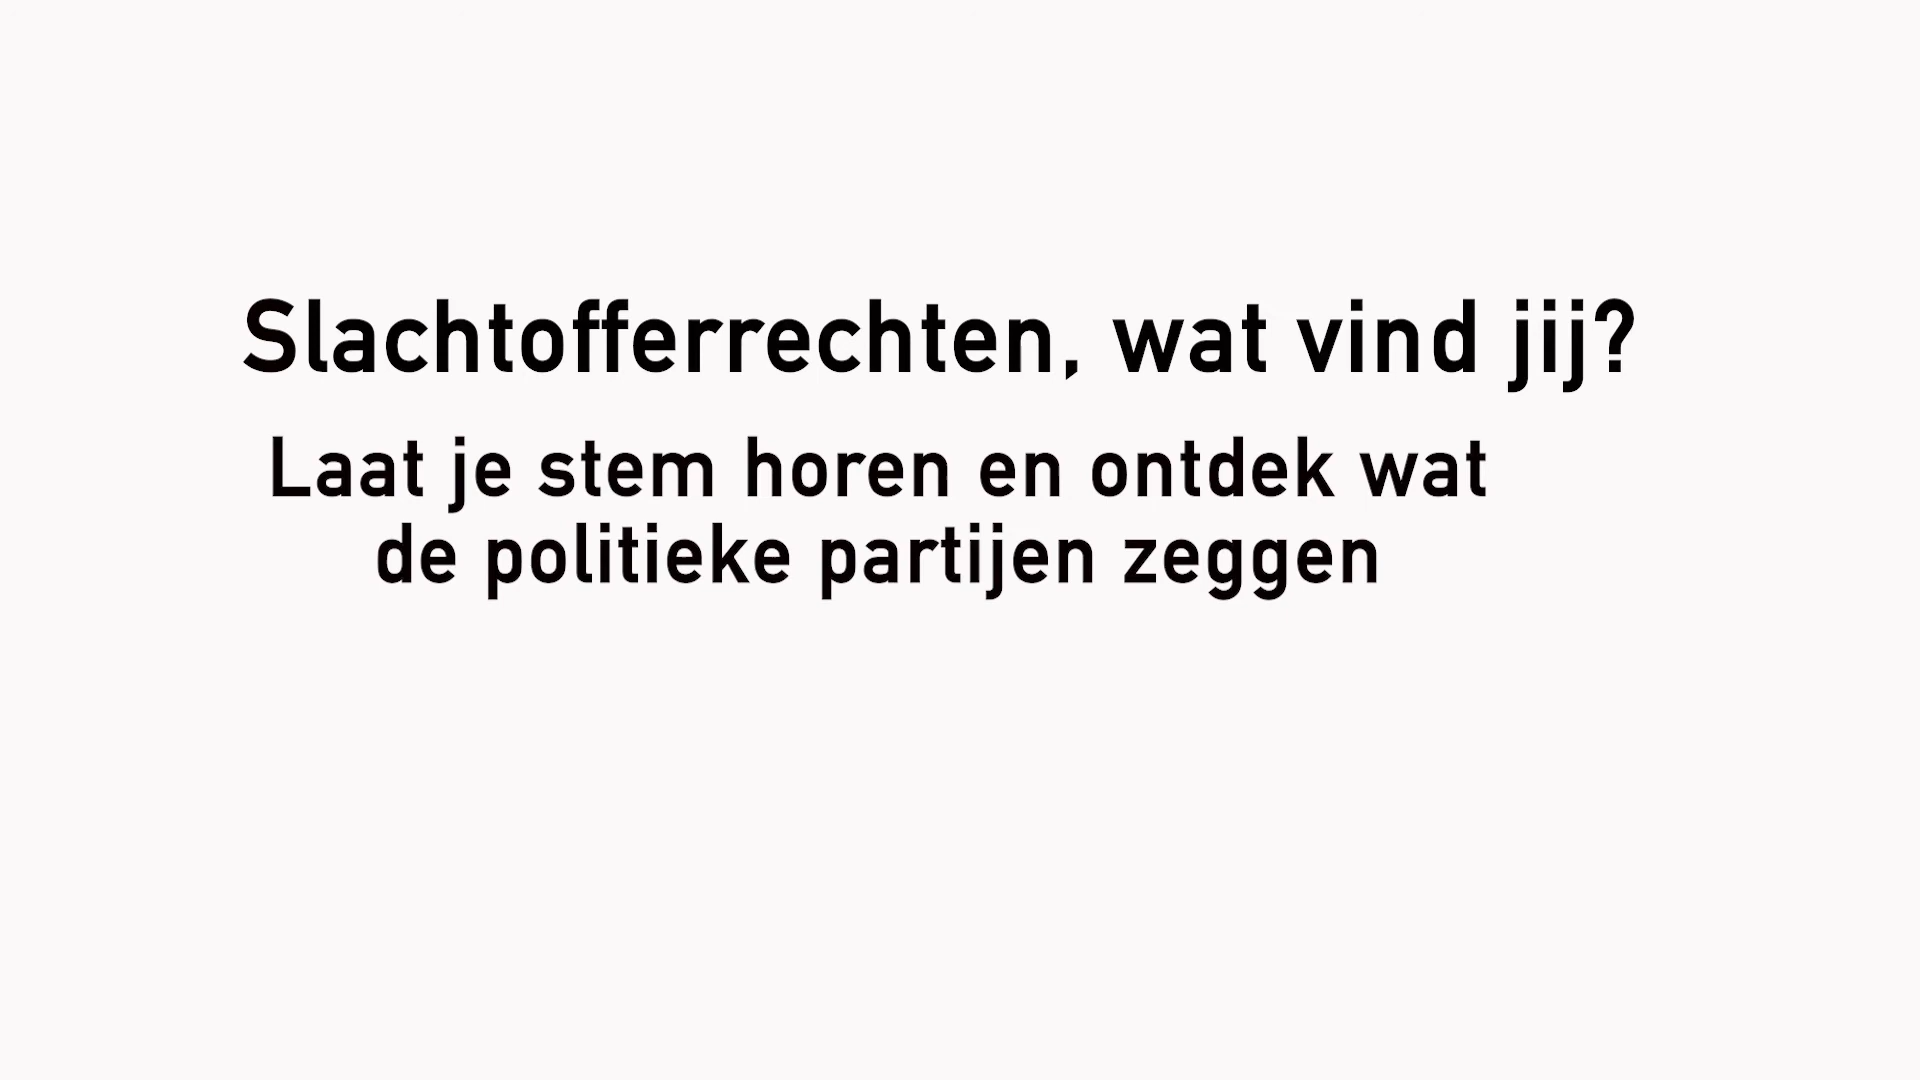 Slachtofferrechten, wat vind jij?
Laat je stem horen en ontdek wat
de politieke partijen zeggen